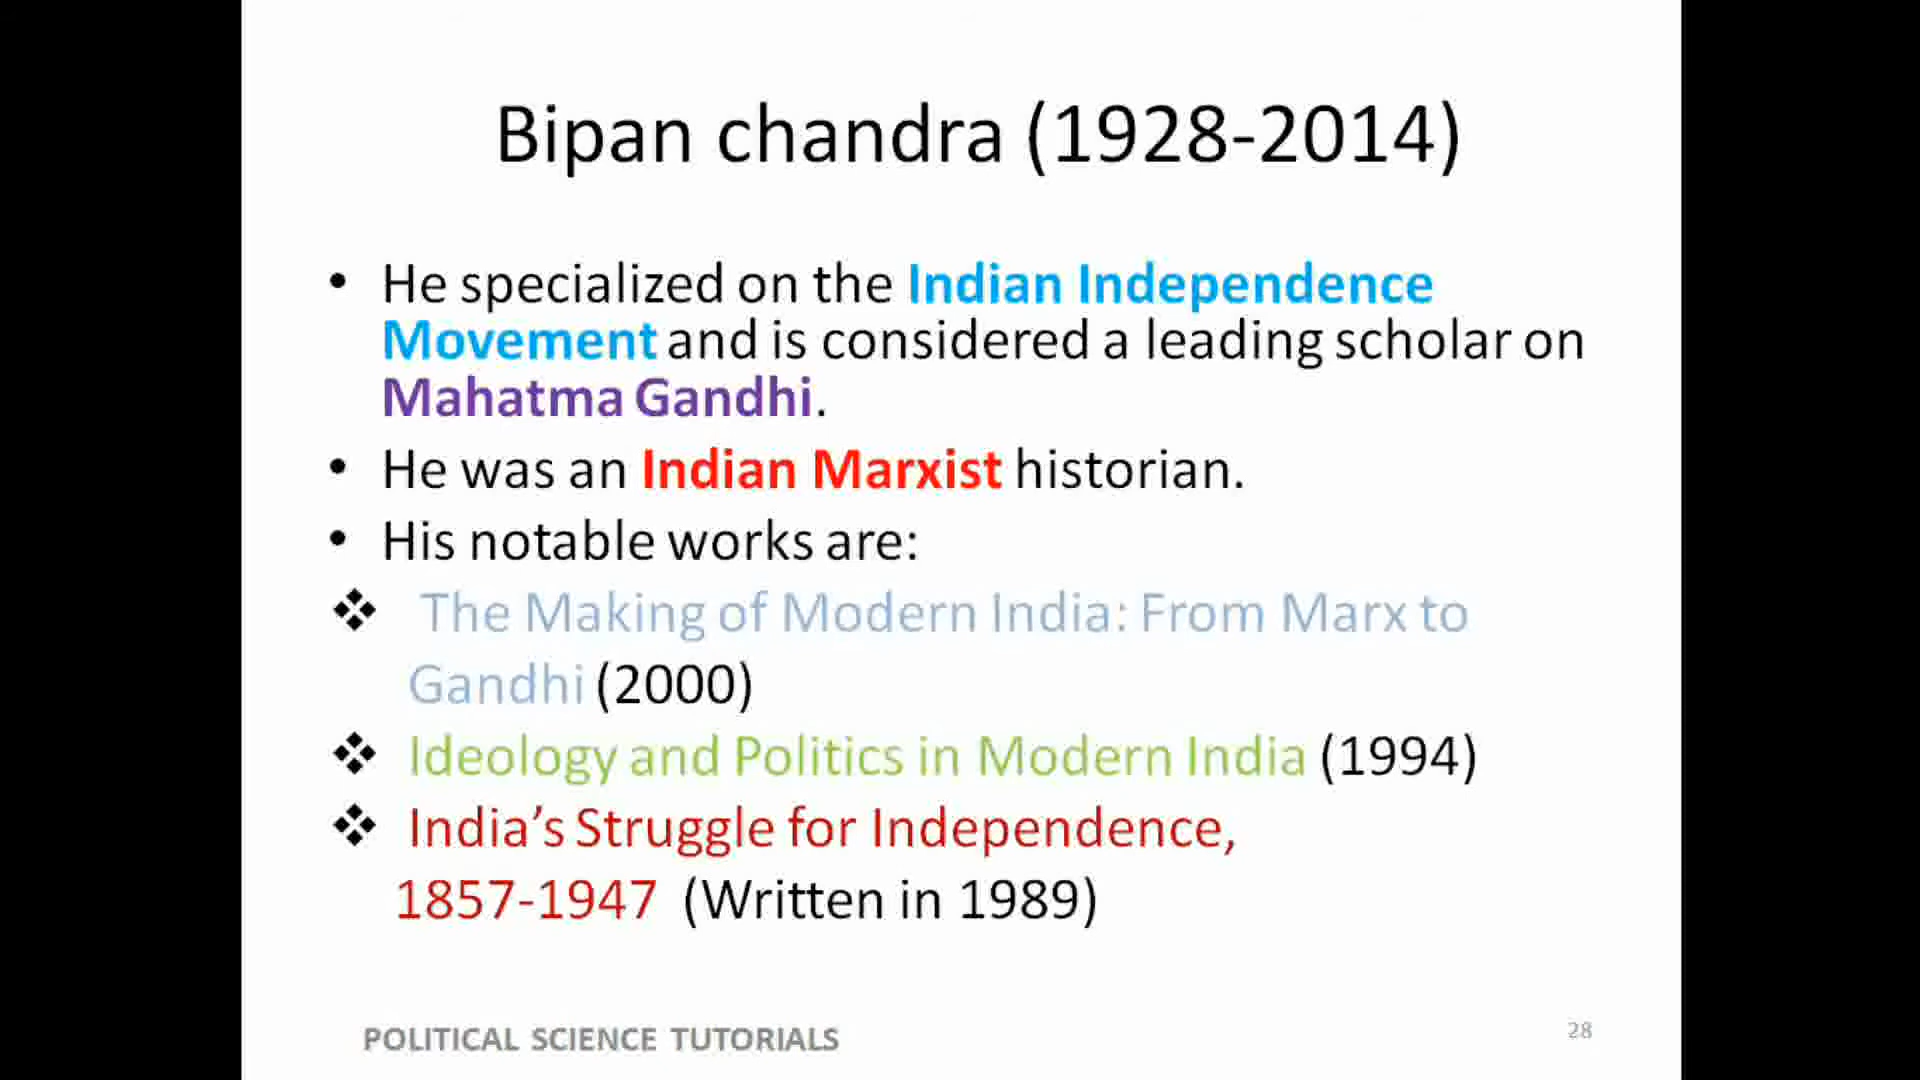 Bipan chandra (1928-2014)
• He specialized on the Indian Independence
Movement and is considered a leading scholar on
Mahatma Gandhi.
• He was an Indian Marxist historian.
• His notable works are:
❖ The Making of Modern India: From Marx to
Gandhi (2000)
❖ Ideology and Politics in Modern India (1994)
❖ India’s Struggle for Independence,
1857-1947 (Written in 1989)
POLITICAL SCIENCE TUTORIALS
28